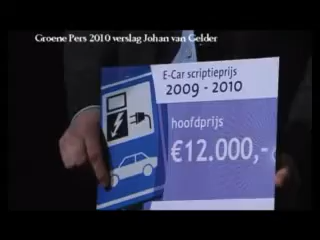 Groene Pers 2010 verslag Johan van Gelder
E-Car scriptieprijs
2009 - 2010
hoofdprijs
€12.000,-